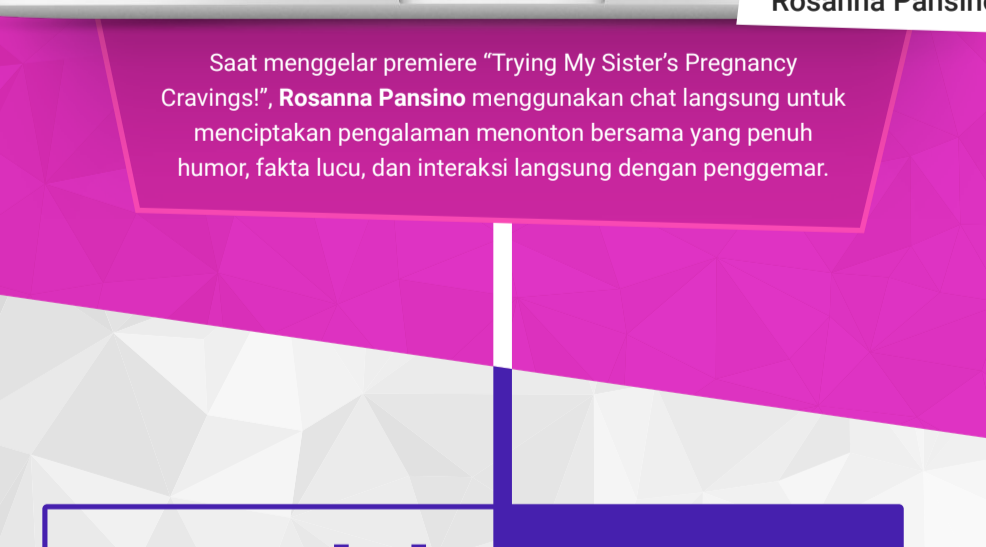 Rosanna Pansino
Saat menggelar premiere “Trying My Sister’s Pregnancy
Cravings!”, Rosanna Pansino menggunakan chat langsung untuk
menciptakan pengalaman menonton bersama yang penuh
humor, fakta lucu, dan interaksi langsung dengan penggemar.